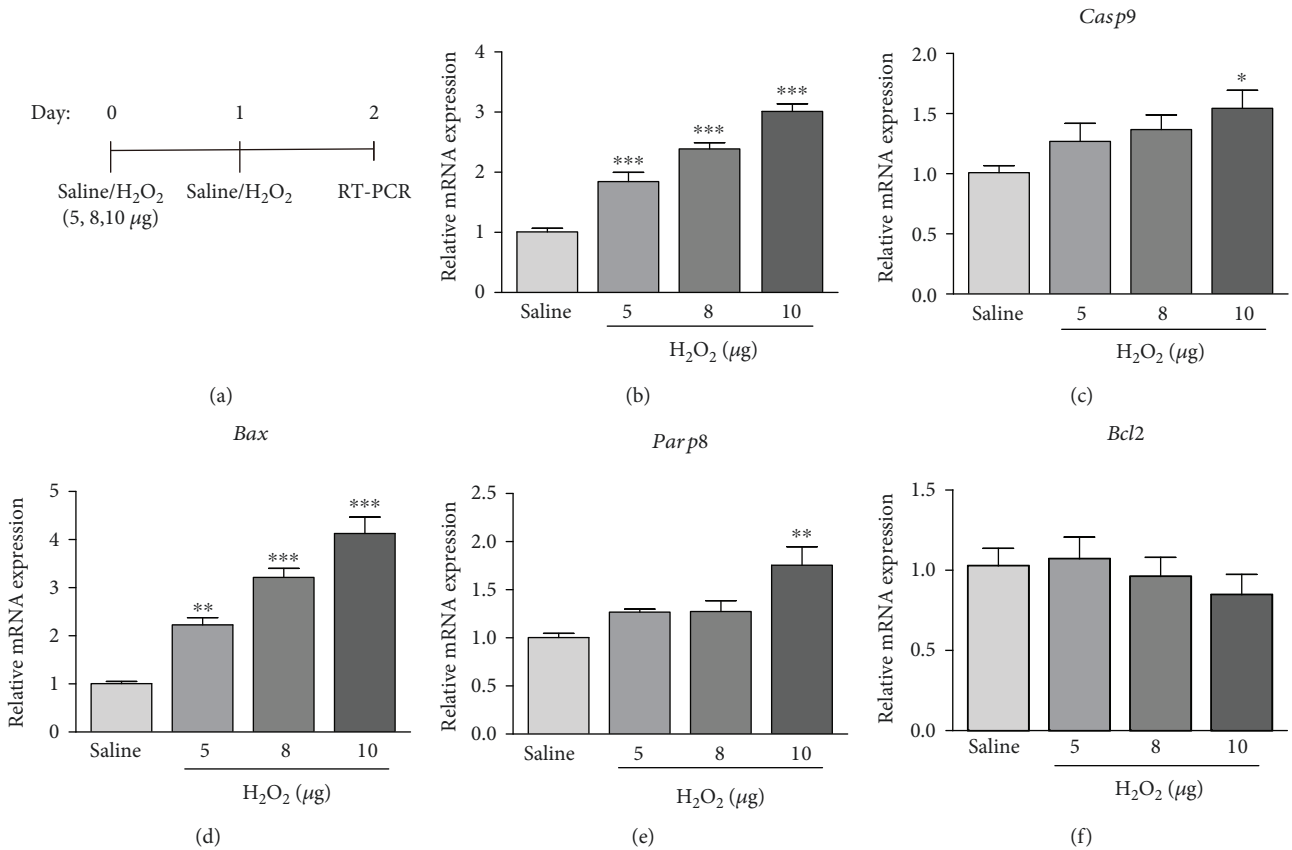 Day:
0
1
2
Saline/H₂O₂
(5, 8,10 μg)
Saline/H₂O₂
RT-PCR
(a)
Relative mRNA expression
4
3
2
1
0
***
***
***
Saline
5
8
10
H₂O₂ (μg)
(b)
Casp9
Relative mRNA expression
2.0
1.5
1.0
0.5
0.0
*
Saline
5
8
10
H₂O₂ (μg)
(c)
Bax
Relative mRNA expression
5
4
3
2
1
0
**
***
***
Saline
5
8
10
H₂O₂ (μg)
(d)
Parp8
Relative mRNA expression
2.5
2.0
1.5
1.0
0.5
0.0
**
Saline
5
8
10
H₂O₂ (μg)
(e)
Bcl2
Relative mRNA expression
1.5
1.0
0.5
0.0
Saline
5
8
10
H₂O₂ (μg)
(f)